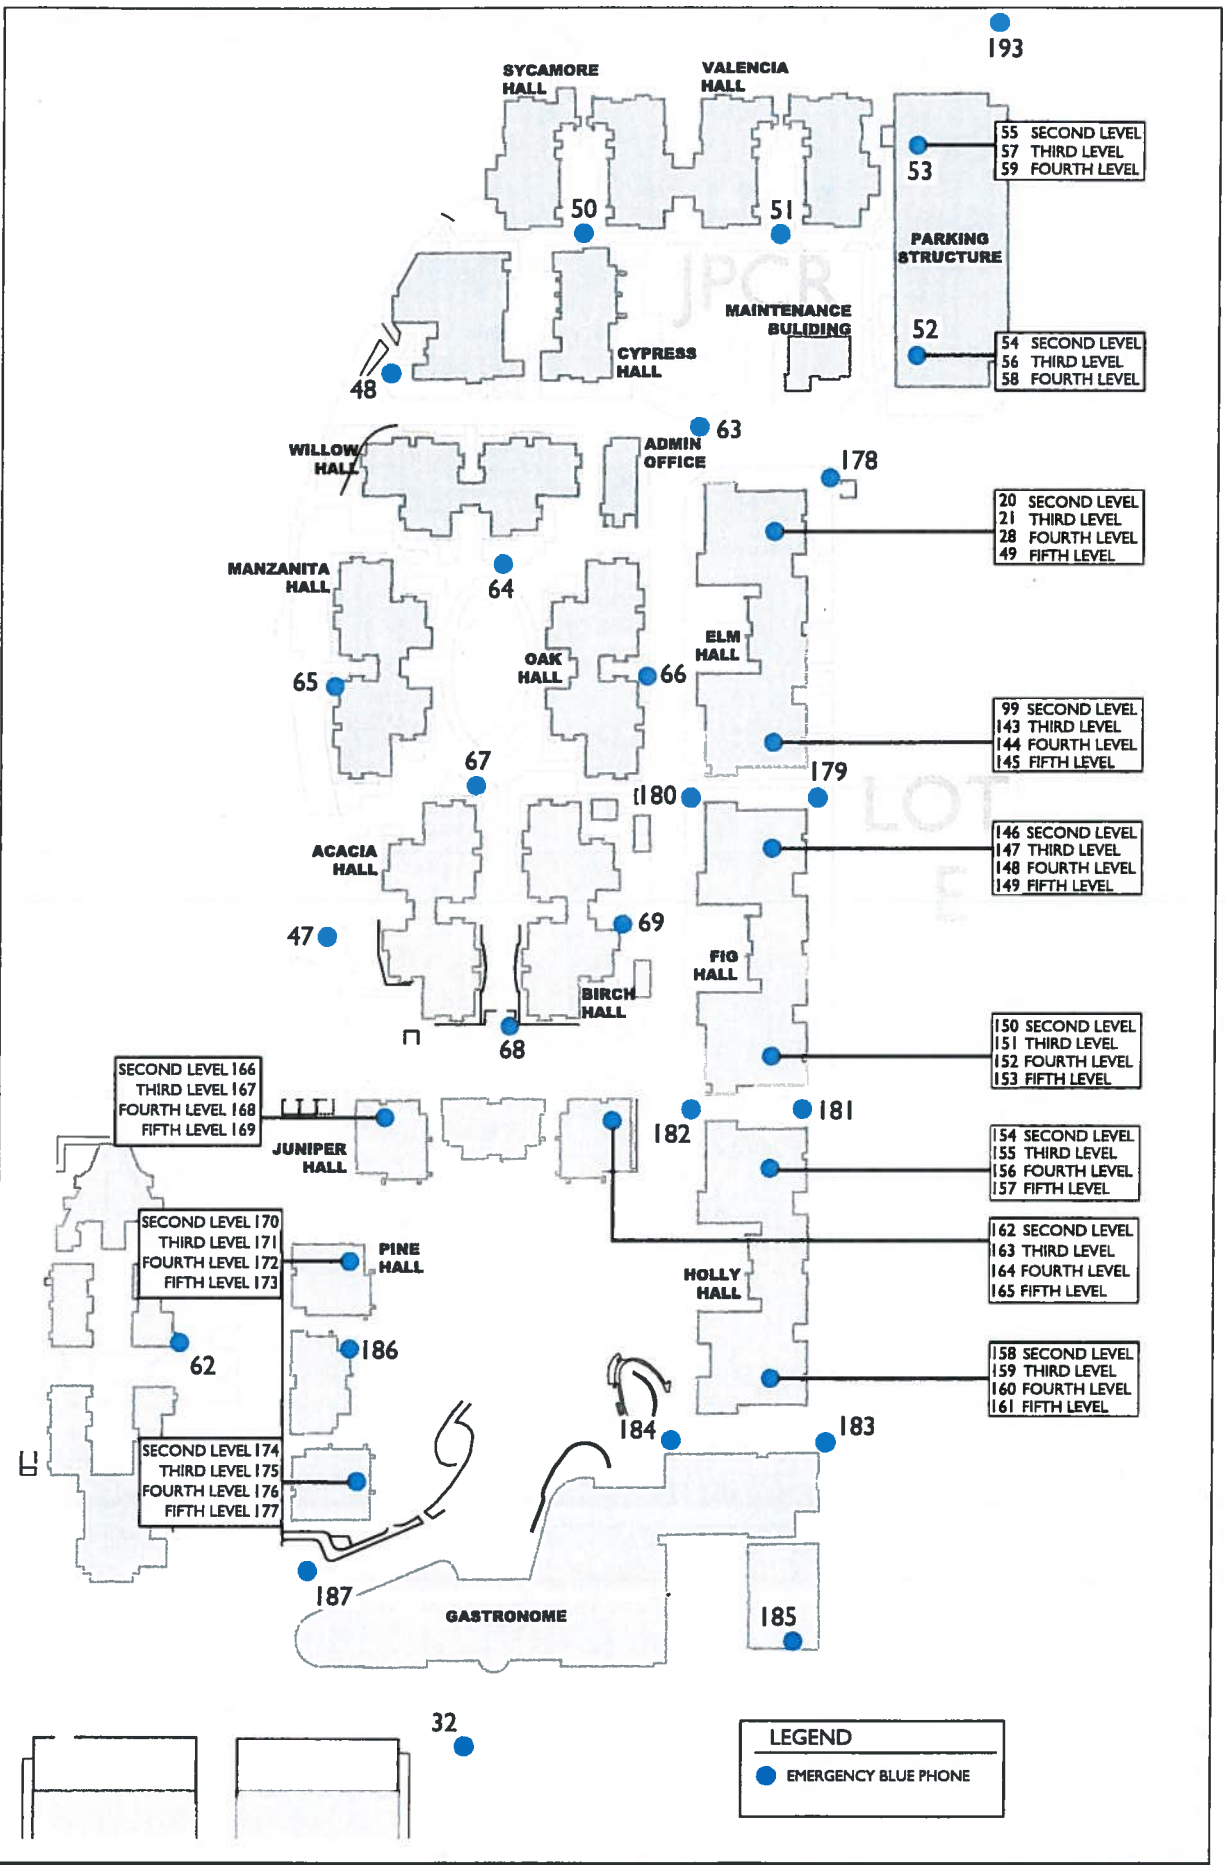 193
SYCAMORE
HALL
VALENCIA
HALL
55 SECOND LEVEL
57 THIRD LEVEL
59 FOURTH LEVEL
53
50
51
PARKING
STRUCTURE
JPCR
MAINTENANCE
BULIDING
52
54 SECOND LEVEL
56 THIRD LEVEL
58 FOURTH LEVEL
CYPRESS
HALL
48
63
WILLOW
HALL
ADMIN
OFFICE
178
20 SECOND LEVEL
21 THIRD LEVEL
28 FOURTH LEVEL
49 FIFTH LEVEL
MANZANITA
HALL
64
ELM
HALL
OAK
HALL
66
65
99 SECOND LEVEL
143 THIRD LEVEL
144 FOURTH LEVEL
145 FIFTH LEVEL
67
180
179
LOT
E
146 SECOND LEVEL
147 THIRD LEVEL
148 FOURTH LEVEL
149 FIFTH LEVEL
ACACIA
HALL
69
47
FIG
HALL
BIRCH
HALL
68
150 SECOND LEVEL
151 THIRD LEVEL
152 FOURTH LEVEL
153 FIFTH LEVEL
SECOND LEVEL 166
THIRD LEVEL 167
FOURTH LEVEL 168
FIFTH LEVEL 169
JUNIPER
HALL
182
181
154 SECOND LEVEL
155 THIRD LEVEL
156 FOURTH LEVEL
157 FIFTH LEVEL
SECOND LEVEL 170
THIRD LEVEL 171
FOURTH LEVEL 172
FIFTH LEVEL 173
PINE
HALL
162 SECOND LEVEL
163 THIRD LEVEL
164 FOURTH LEVEL
165 FIFTH LEVEL
HOLLY
HALL
62
186
158 SECOND LEVEL
159 THIRD LEVEL
160 FOURTH LEVEL
161 FIFTH LEVEL
184
183
SECOND LEVEL 174
THIRD LEVEL 175
FOURTH LEVEL 176
FIFTH LEVEL 177
187
GASTRONOME
185
32
LEGEND
EMERGENCY BLUE PHONE